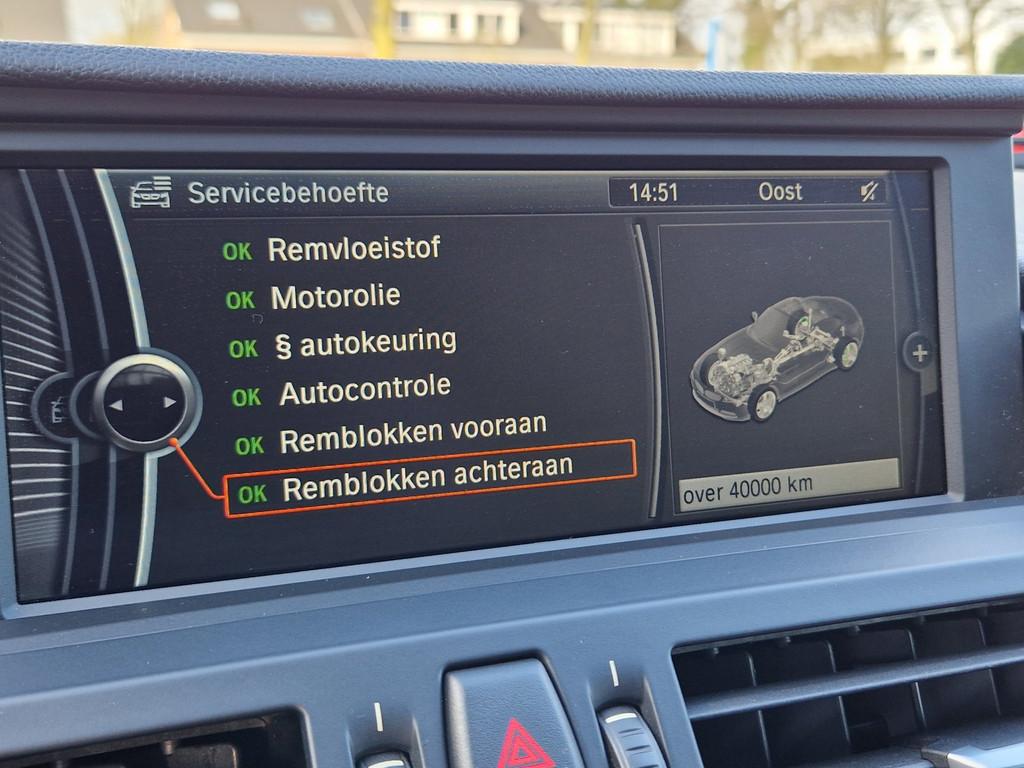 Servicebehoefte
14:51 Oost
OK Remvloeistof
OK Motorolie
OK § autokeuring
OK Autocontrole
OK Remblokken vooraan
OK Remblokken achteraan
over 40000 km